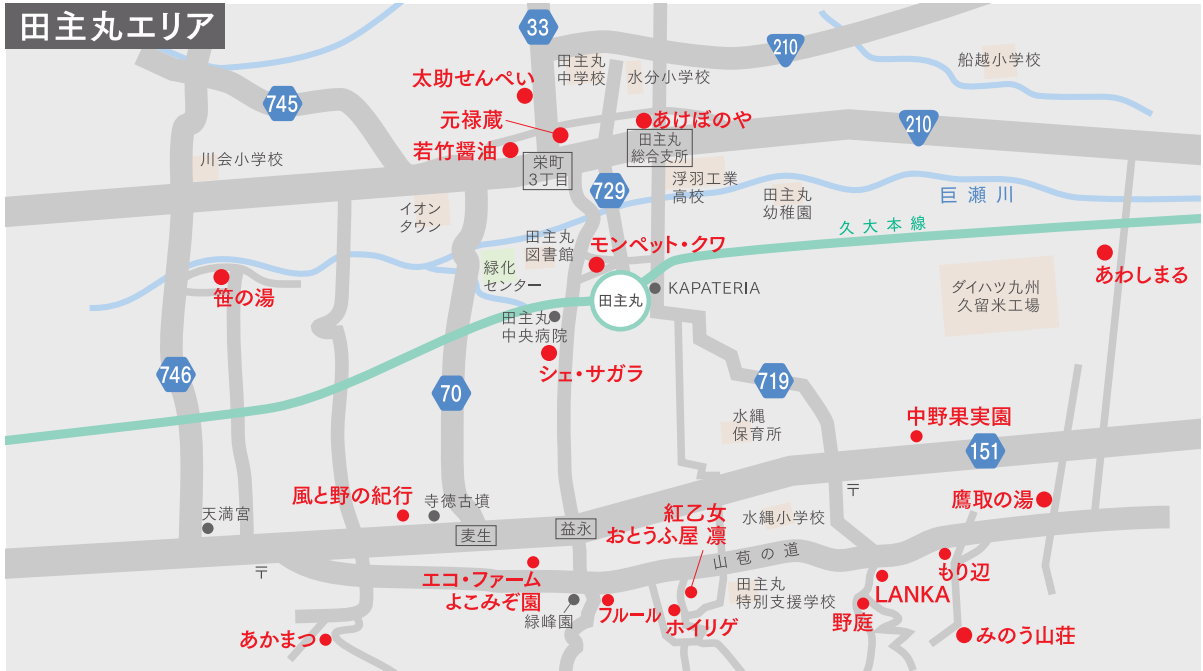 田主丸エリア
33
210
田主丸
中学校
水分小学校
船越小学校
太助せんぺい
745
元禄蔵
あけぼのや
210
若竹醤油
田主丸
総合支所
川会小学校
栄町
3丁目
729
浮羽工業
高校
田主丸
幼稚園
巨瀬川
イオン
タウン
久大本線
田主丸
図書館
モンペット・クワ
緑化
センター
あわしまる
笹の湯
田主丸
KAPATERIA
ダイハツ九州
久留米工場
田主丸
中央病院
シェ・サガラ
746
70
719
水縄
保育所
中野果実園
151
風と野の紀行
寺徳古墳
天満宮
〒
鷹取の湯
紅乙女
おとうふ屋 凛
水縄小学校
麦生
益永
山苞の道
〒
エコ・ファーム
よこみぞ園
もり辺
LANKA
田主丸
特別支援学校
緑峰園
フルール
ホイリゲ
野庭
あかまつ
みのう山荘